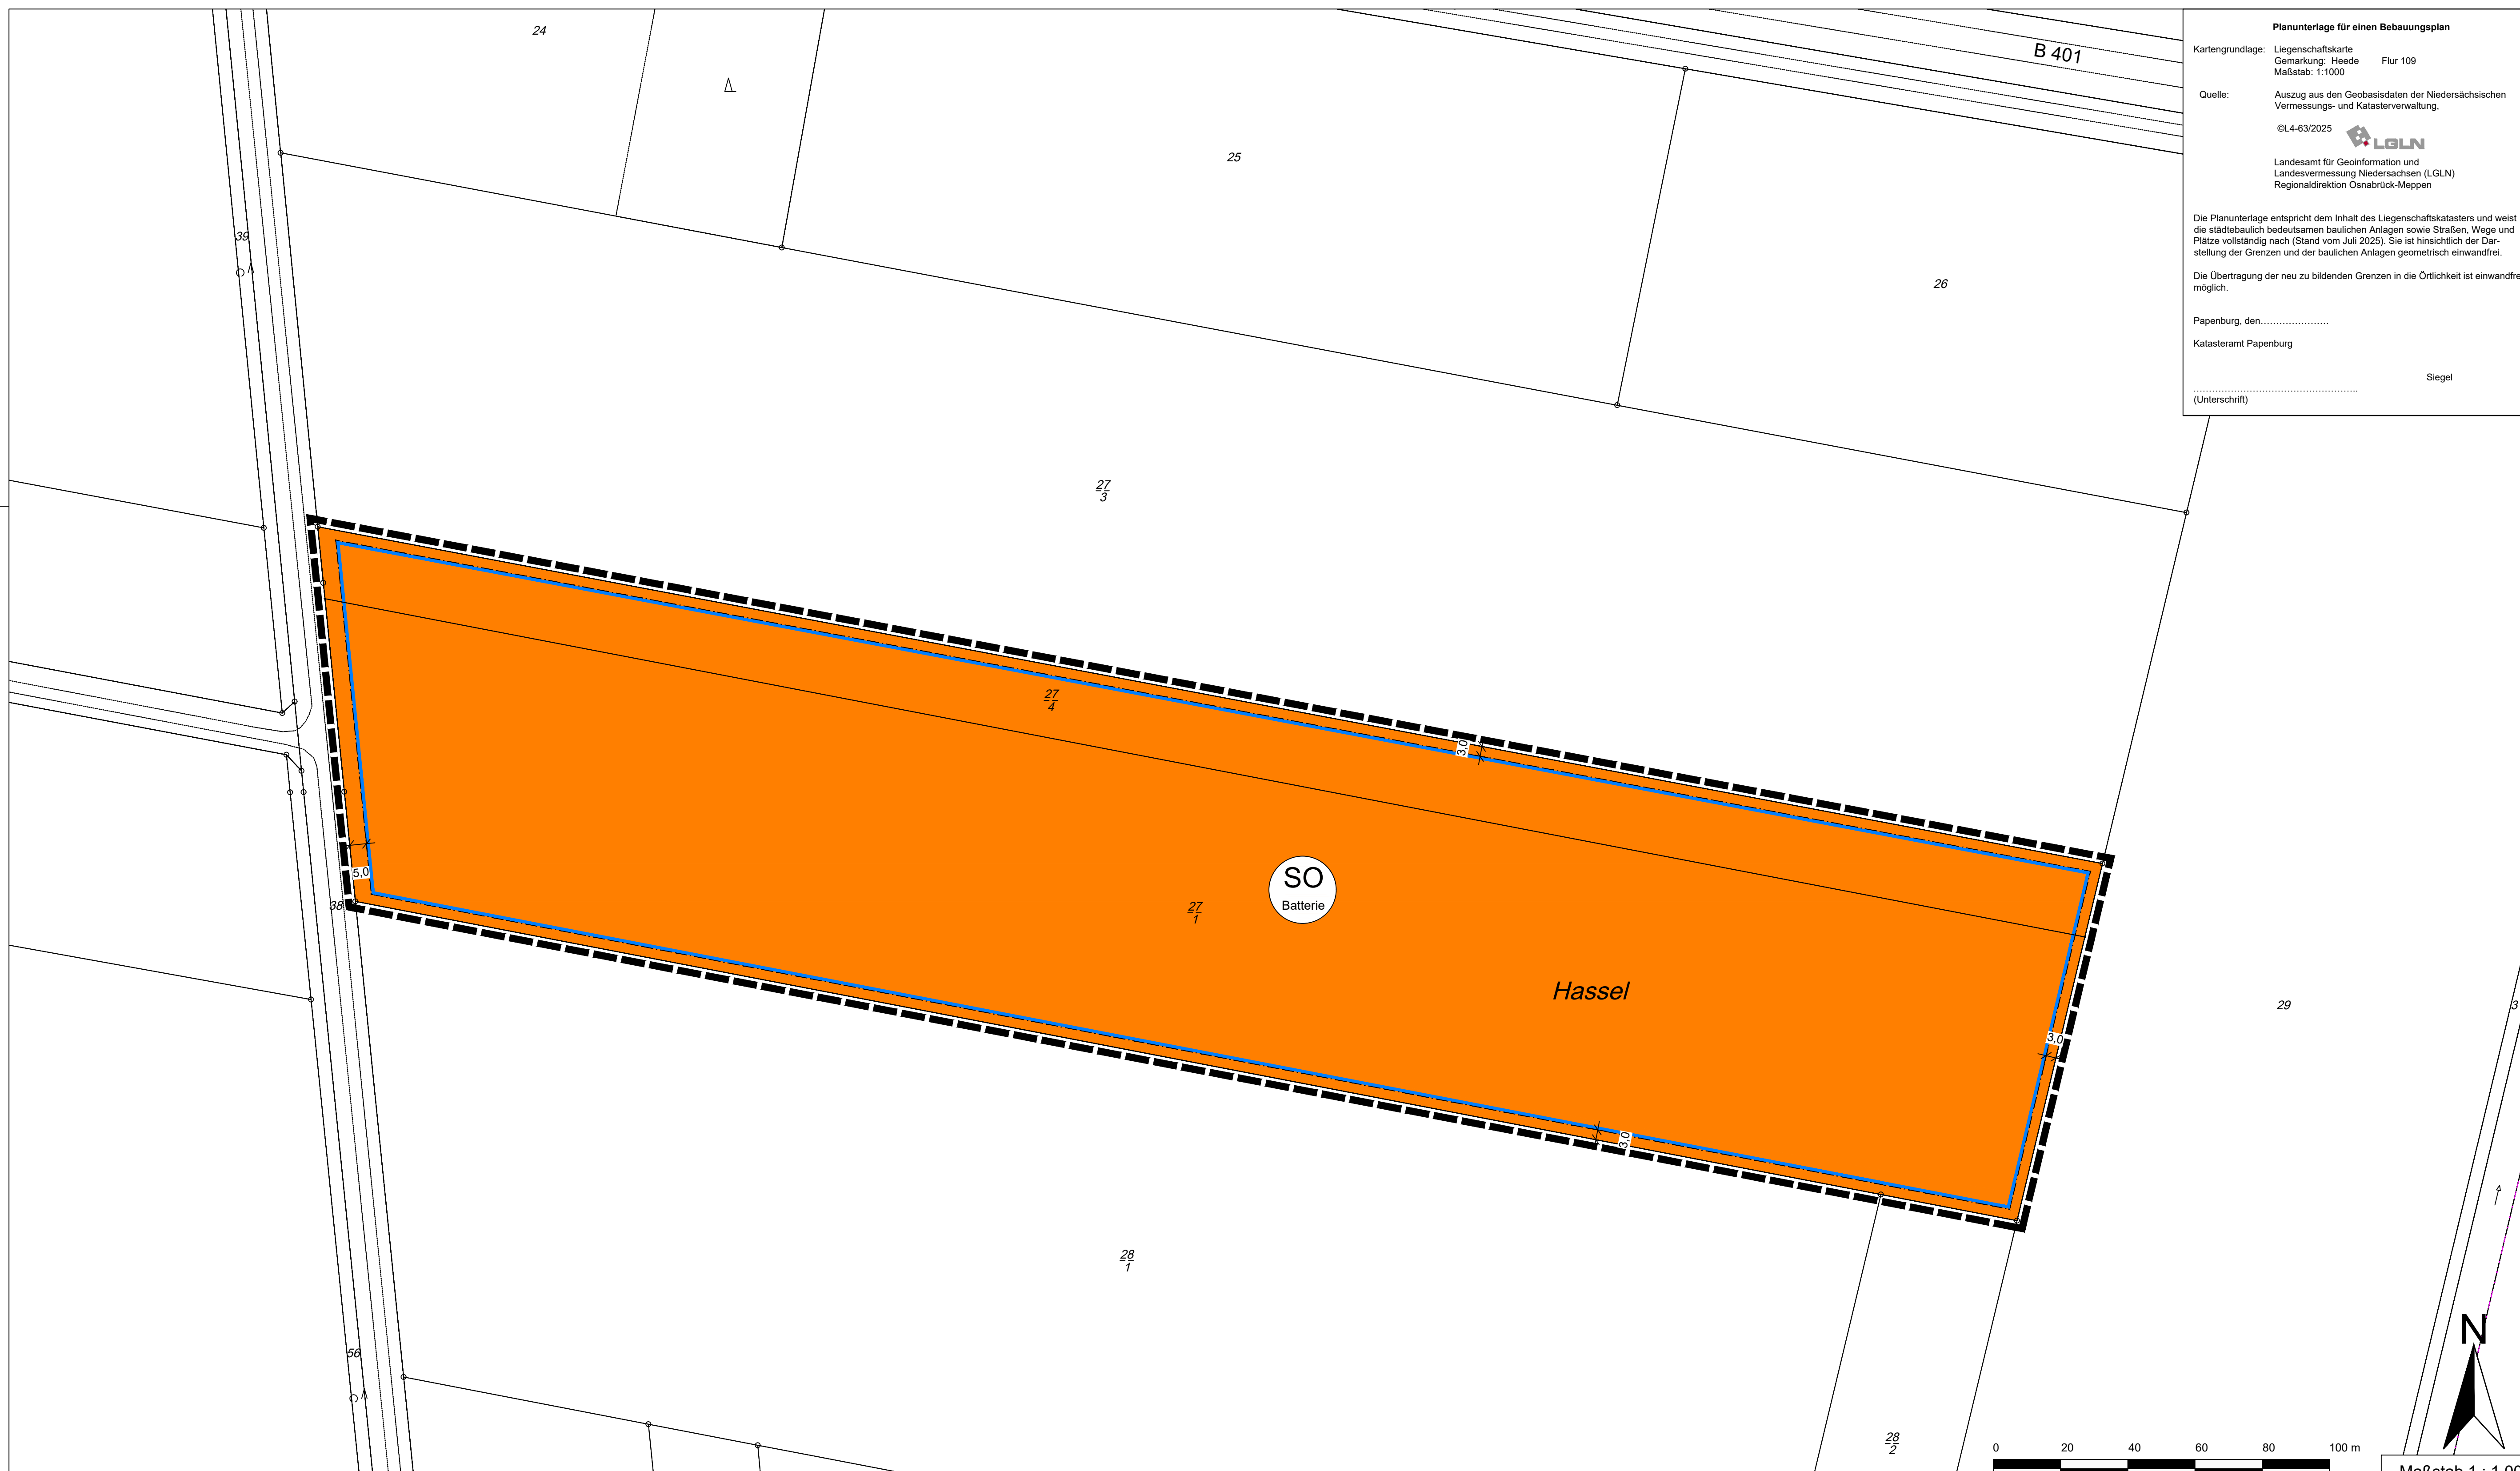 24
B 401
25
26
39
27
3
27
4
3,0
5,0
38
SO
Batterie
27
1
Hassel
29
3
3,0
3,0
28
1
56
28
2
N
0 20 40 60 80 100 m
Planunterlage für einen Bebauungsplan
Kartengrundlage: Liegenschaftskarte
Gemarkung: Heede Flur 109
Maßstab: 1:1000
Quelle: Auszug aus den Geobasisdaten der Niedersächsischen
Vermessungs- und Katasterverwaltung,
©L4-63/2025 LGLN
Landesamt für Geoinformation und
Landesvermessung Niedersachsen (LGLN)
Regionaldirektion Osnabrück-Meppen
Die Planunterlage entspricht dem Inhalt des Liegenschaftskatasters und weist
die städtebaulich bedeutsamen baulichen Anlagen sowie Straßen, Wege und
Plätze vollständig nach (Stand vom Juli 2025). Sie ist hinsichtlich der Dar-
stellung der Grenzen und der baulichen Anlagen geometrisch einwandfrei.
Die Übertragung der neu zu bildenden Grenzen in die Örtlichkeit ist einwandfre
möglich.
Papenburg, den......................
Katasteramt Papenburg
Siegel
.....................................................
(Unterschrift)